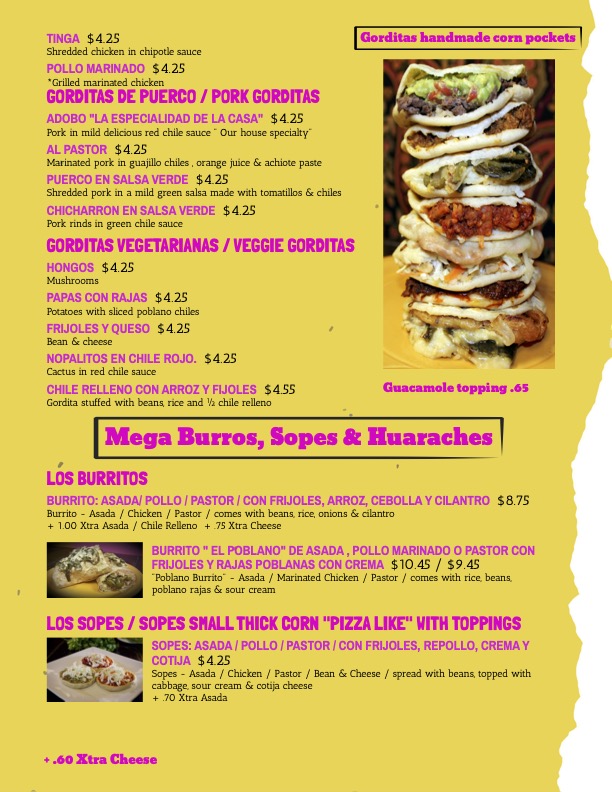 TINGA $4.25
Shredded chicken in chipotle sauce
POLLO MARINADO $4.25
*Grilled marinated chicken
GORDITAS DE PUERCO / PORK GORDITAS
ADOBO "LA ESPECIALIDAD DE LA CASA" $4.25
Pork in mild delicious red chile sauce " Our house specialty"
AL PASTOR $4.25
Marinated pork in guajillo chiles , orange juice & achiote paste
PUERCO EN SALSA VERDE $4.25
Shredded pork in a mild green salsa made with tomatillos & chiles
CHICHARRON EN SALSA VERDE $4.25
Pork rinds in green chile sauce
GORDITAS VEGETARIANAS / VEGGIE GORDITAS
HONGOS $4.25
Mushrooms
PAPAS CON RAJAS $4.25
Potatoes with sliced poblano chiles
FRIJOLES Y QUESO $4.25
Bean & cheese
NOPALITOS EN CHILE ROJO. $4.25
Cactus in red chile sauce
CHILE RELLENO CON ARROZ Y FIJOLES $4.55
Gordita stuffed with beans, rice and ½ chile relleno
Gorditas handmade corn pockets
Guacamole topping .65
Mega Burros, Sopes & Huaraches
LOS BURRITOS
BURRITO: ASADA/ POLLO / PASTOR / CON FRIJOLES, ARROZ, CEBOLLA Y CILANTRO $8.75
Burrito - Asada / Chicken / Pastor / comes with beans, rice, onions & cilantro
+ 1.00 Xtra Asada / Chile Relleno + .75 Xtra Cheese
BURRITO " EL POBLANO" DE ASADA , POLLO MARINADO O PASTOR CON
FRIJOLES Y RAJAS POBLANAS CON CREMA $10.45 / $9.45
"Poblano Burrito" - Asada / Marinated Chicken / Pastor / comes with rice, beans,
poblano rajas & sour cream
LOS SOPES / SOPES SMALL THICK CORN "PIZZA LIKE" WITH TOPPINGS
SOPES: ASADA / POLLO / PASTOR / CON FRIJOLES, REPOLLO, CREMA Y
COTIJA $4.25
Sopes - Asada / Chicken / Pastor / Bean & Cheese / spread with beans, topped with
cabbage, sour cream & cotija cheese
+ .70 Xtra Asada
+ .60 Xtra Cheese